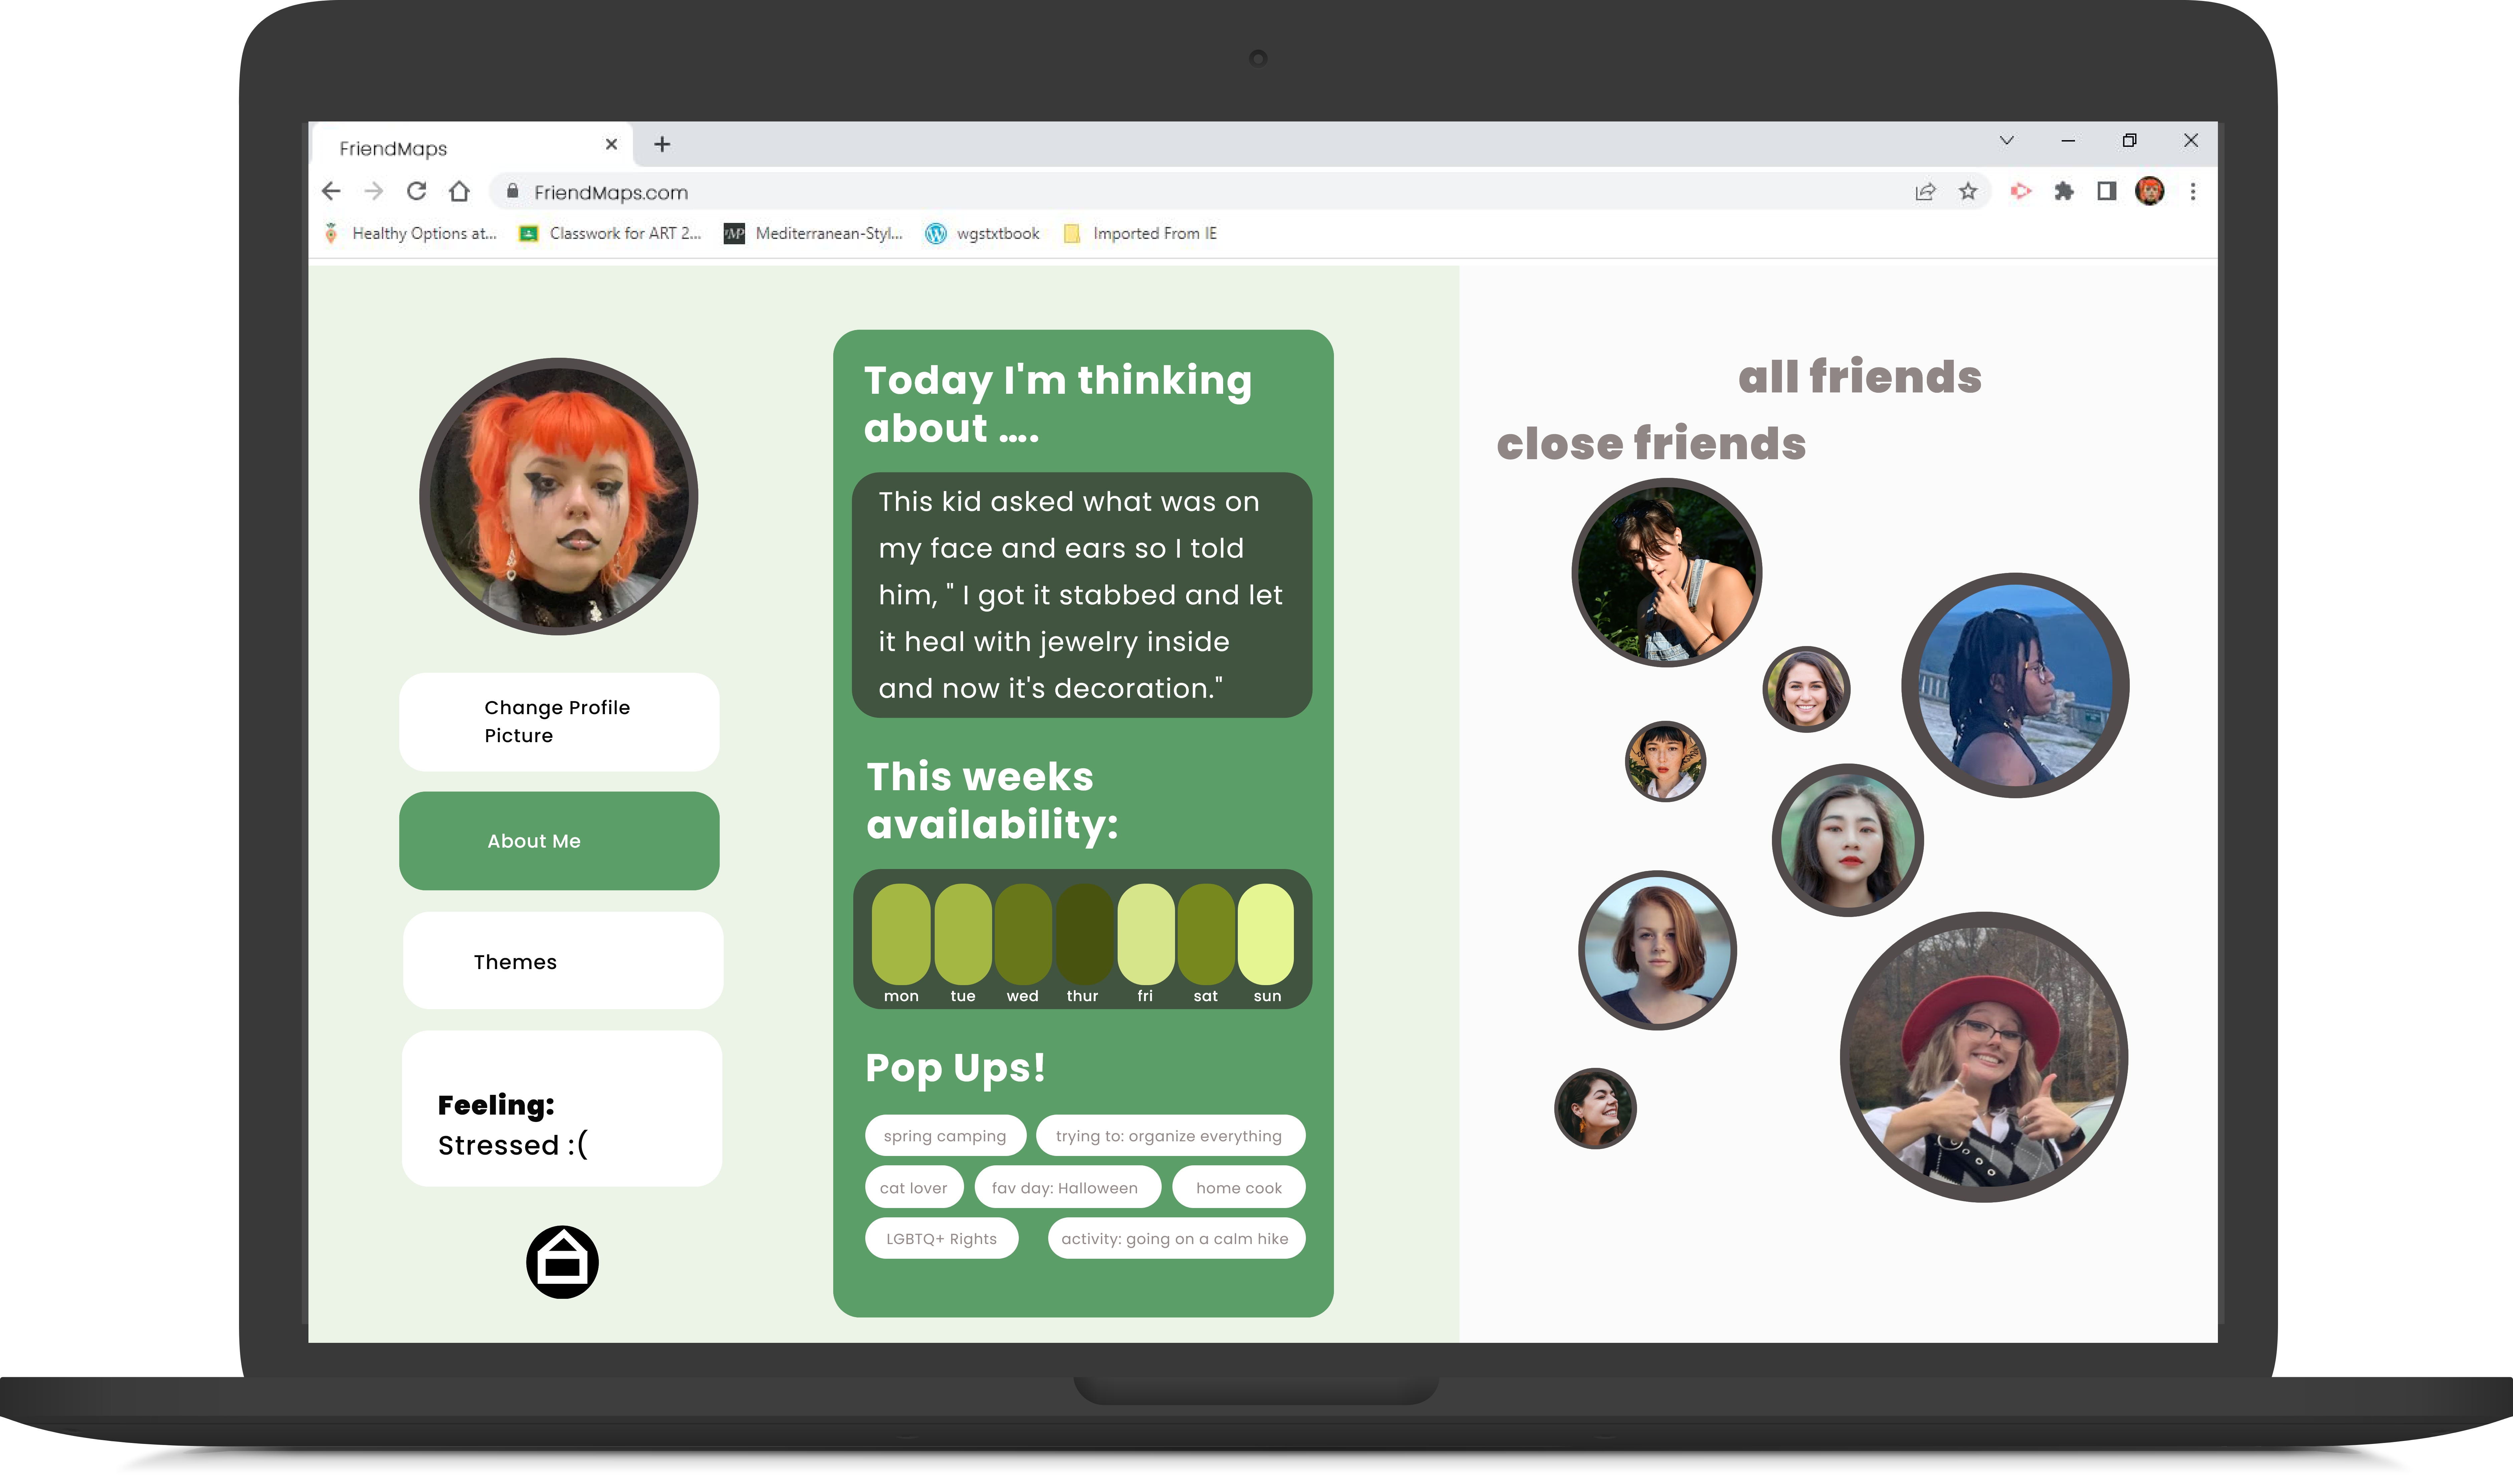 FriendMaps
FriendMaps.com
Healthy Options at... Classwork for ART 2... Mediterranean-Styl... wgstxtbook Imported From IE
Change Profile
Picture
About Me
Themes
Feeling:
Stressed :(
Today I'm thinking
about ....
This kid asked what was on
my face and ears so I told
him, " I got it stabbed and let
it heal with jewelry inside
and now it's decoration."
This weeks
availability:
mon tue wed thur fri sat sun
Pop Ups!
spring camping trying to: organize everything
cat lover fav day: Halloween home cook
LGBTQ+ Rights activity: going on a calm hike
all friends
close friends